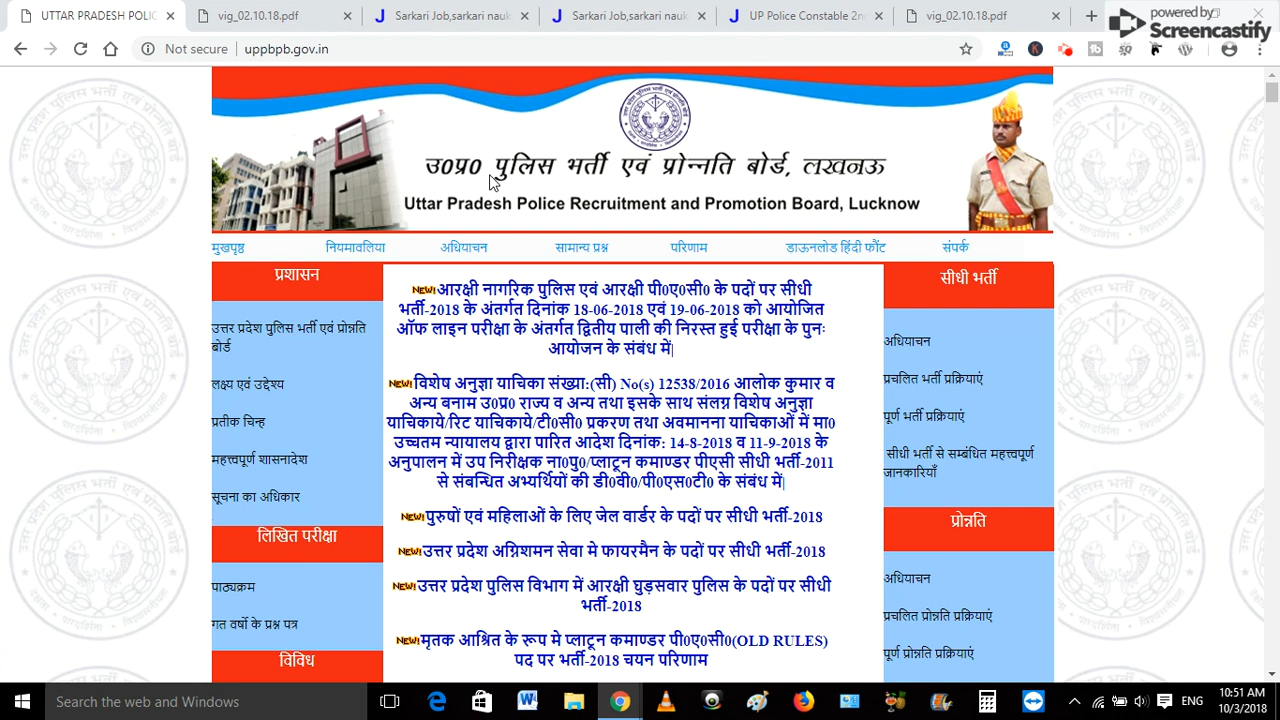 UTTAR PRADESH POLIC
vig_02.10.18.pdf
Sarkari Job,sarkari nauk
Sarkari Job,sarkari nauk
UP Police Constable 2n
vig_02.10.18.pdf
powered by
Screencastify
Not secure
uppbpb.gov.in
उ0प्र0 पुलिस भर्ती एवं प्रोन्नति बोर्ड, लखनऊ
Uttar Pradesh Police Recruitment and Promotion Board, Lucknow
मुखपृष्ठ नियमावलिया अधियाचन सामान्य प्रश्न परिणाम डाऊनलोड हिंदी फौंट संपर्क
प्रशासन
उत्तर प्रदेश पुलिस भर्ती एवं प्रोन्नति
बोर्ड
लक्ष्य एवं उद्देश्य
प्रतीक चिन्ह
महत्त्वपूर्ण शासनादेश
सूचना का अधिकार
लिखित परीक्षा
पाठ्यक्रम
गत वर्षो के प्रश्न पत्र
विविध
NEW!आरक्षी नागरिक पुलिस एवं आरक्षी पी0ए0सी0 के पदों पर सीधी
भर्ती-2018 के अंतर्गत दिनांक 18-06-2018 एवं 19-06-2018 को आयोजित
ऑफ लाइन परीक्षा के अंतर्गत द्वितीय पाली की निरस्त हुई परीक्षा के पुनः
आयोजन के संबंध में|
NEW!विशेष अनुज्ञा याचिका संख्या:(सी) No(s) 12538/2016 आलोक कुमार व
अन्य बनाम उ0प्र0 राज्य व अन्य तथा इसके साथ संलग्न विशेष अनुज्ञा
याचिकाये/रिट याचिकाये/टी0सी0 प्रकरण तथा अवमानना याचिकाओं में मा0
उच्चतम न्यायालय द्वारा पारित आदेश दिनांक: 14-8-2018 व 11-9-2018 के
अनुपालन में उप निरीक्षक ना0पु0/प्लाटून कमाण्डर पीएसी सीधी भर्ती-2011
से संबन्धित अभ्यर्थियों की डी0वी0/पी0एस0टी0 के संबंध में|
NEW!पुरुषों एवं महिलाओं के लिए जेल वार्डर के पदों पर सीधी भर्ती-2018
NEW!उत्तर प्रदेश अग्निशमन सेवा मे फायरमैन के पदों पर सीधी भर्ती-2018
NEW!उत्तर प्रदेश पुलिस विभाग में आरक्षी घुड़सवार पुलिस के पदों पर सीधी
भर्ती-2018
NEW!मृतक आश्रित के रूप मे प्लाटून कमाण्डर पी0ए0सी0(OLD RULES)
पद पर भर्ती-2018 चयन परिणाम
सीधी भर्ती
अधियाचन
प्रचलित भर्ती प्रक्रियाएं
पूर्ण भर्ती प्रक्रियाएं
सीधी भर्ती से सम्बंधित महत्त्वपूर्ण
जानकारियाँ
प्रोन्नति
अधियाचन
प्रचलित प्रोन्नति प्रक्रियाएं
पूर्ण प्रोन्नति प्रक्रियाएं
Search the web and Windows
ENG
10:51 AM
10/3/2018